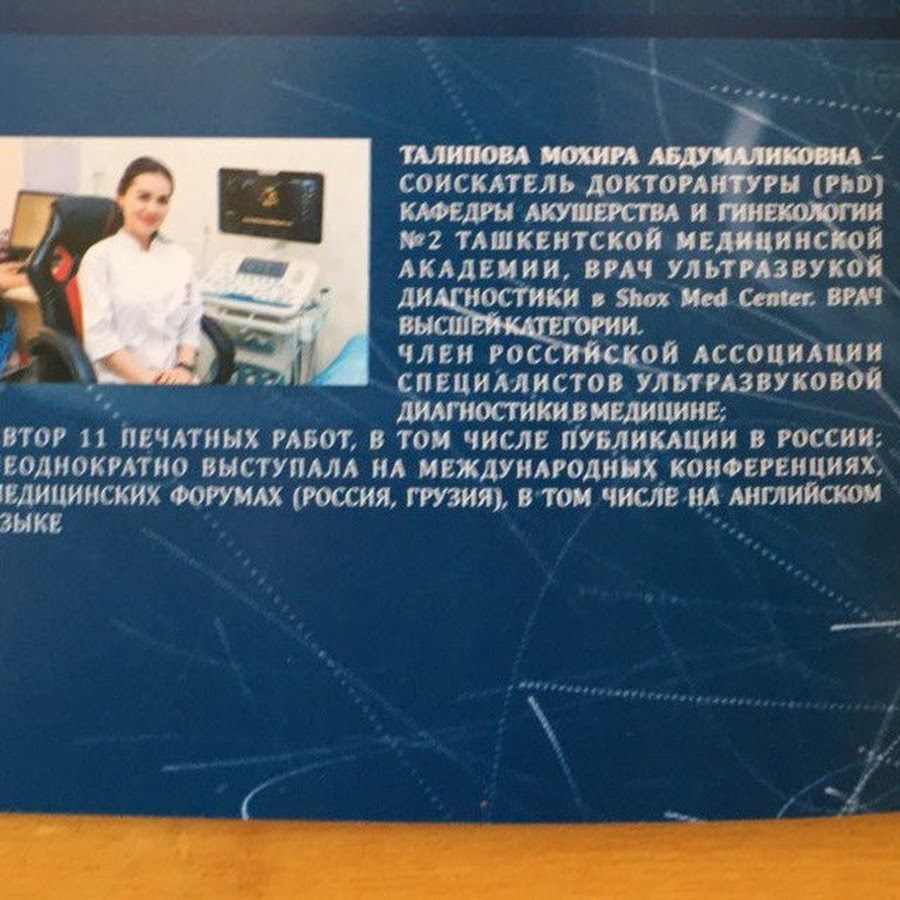 ТАЛИПОВА МОХИРА АБДУМАЛИКОВНА –
СОИСКАТЕЛЬ ДОКТОРАНТУРЫ (PhD)
КАФЕДРЫ АКУШЕРСТВА И ГИНЕКОЛОГИИ
№2 ТАШКЕНТСКОЙ МЕДИЦИНСКОЙ
АКАДЕМИИ, ВРАЧ УЛЬТРАЗВУКОЙ
ДИАГНОСТИКИ в Shox Med Center. ВРАЧ
ВЫСШЕЙ КАТЕГОРИИ.
ЧЛЕН РОССИЙСКОЙ АССОЦИАЦИИ
СПЕЦИАЛИСТОВ УЛЬТРАЗВУКОВОЙ
ДИАГНОСТИКИ В МЕДИЦИНЕ;
ВТОР 11 ПЕЧАТНЫХ РАБОТ, В ТОМ ЧИСЛЕ ПУБЛИКАЦИИ В РОССИИ;
ЕОДНОКРАТНО ВЫСТУПАЛА НА МЕЖДУНАРОДНЫХ КОНФЕРЕНЦИЯХ,
ЕДИЦИНСКИХ ФОРУМАХ (РОССИЯ, ГРУЗИЯ), В ТОМ ЧИСЛЕ НА АНГЛИЙСКОМ
ЗЫКЕ